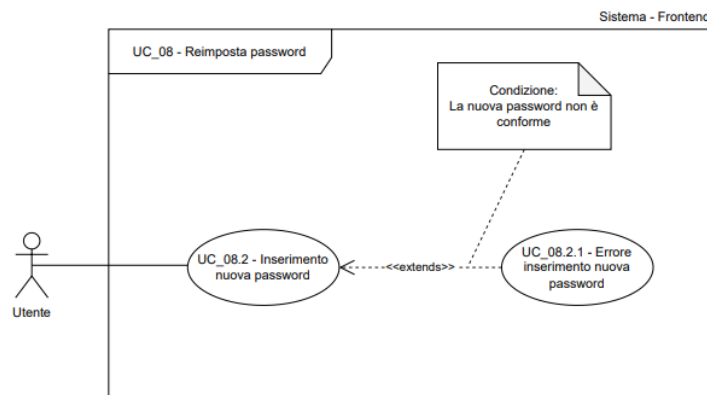 Sistema - Frontend
UC_08 - Reimposta password
Condizione:
La nuova password non è
conforme
UC_08.2 - Inserimento
nuova password
<<extends>>
UC_08.2.1 - Errore
inserimento nuova
password
Utente